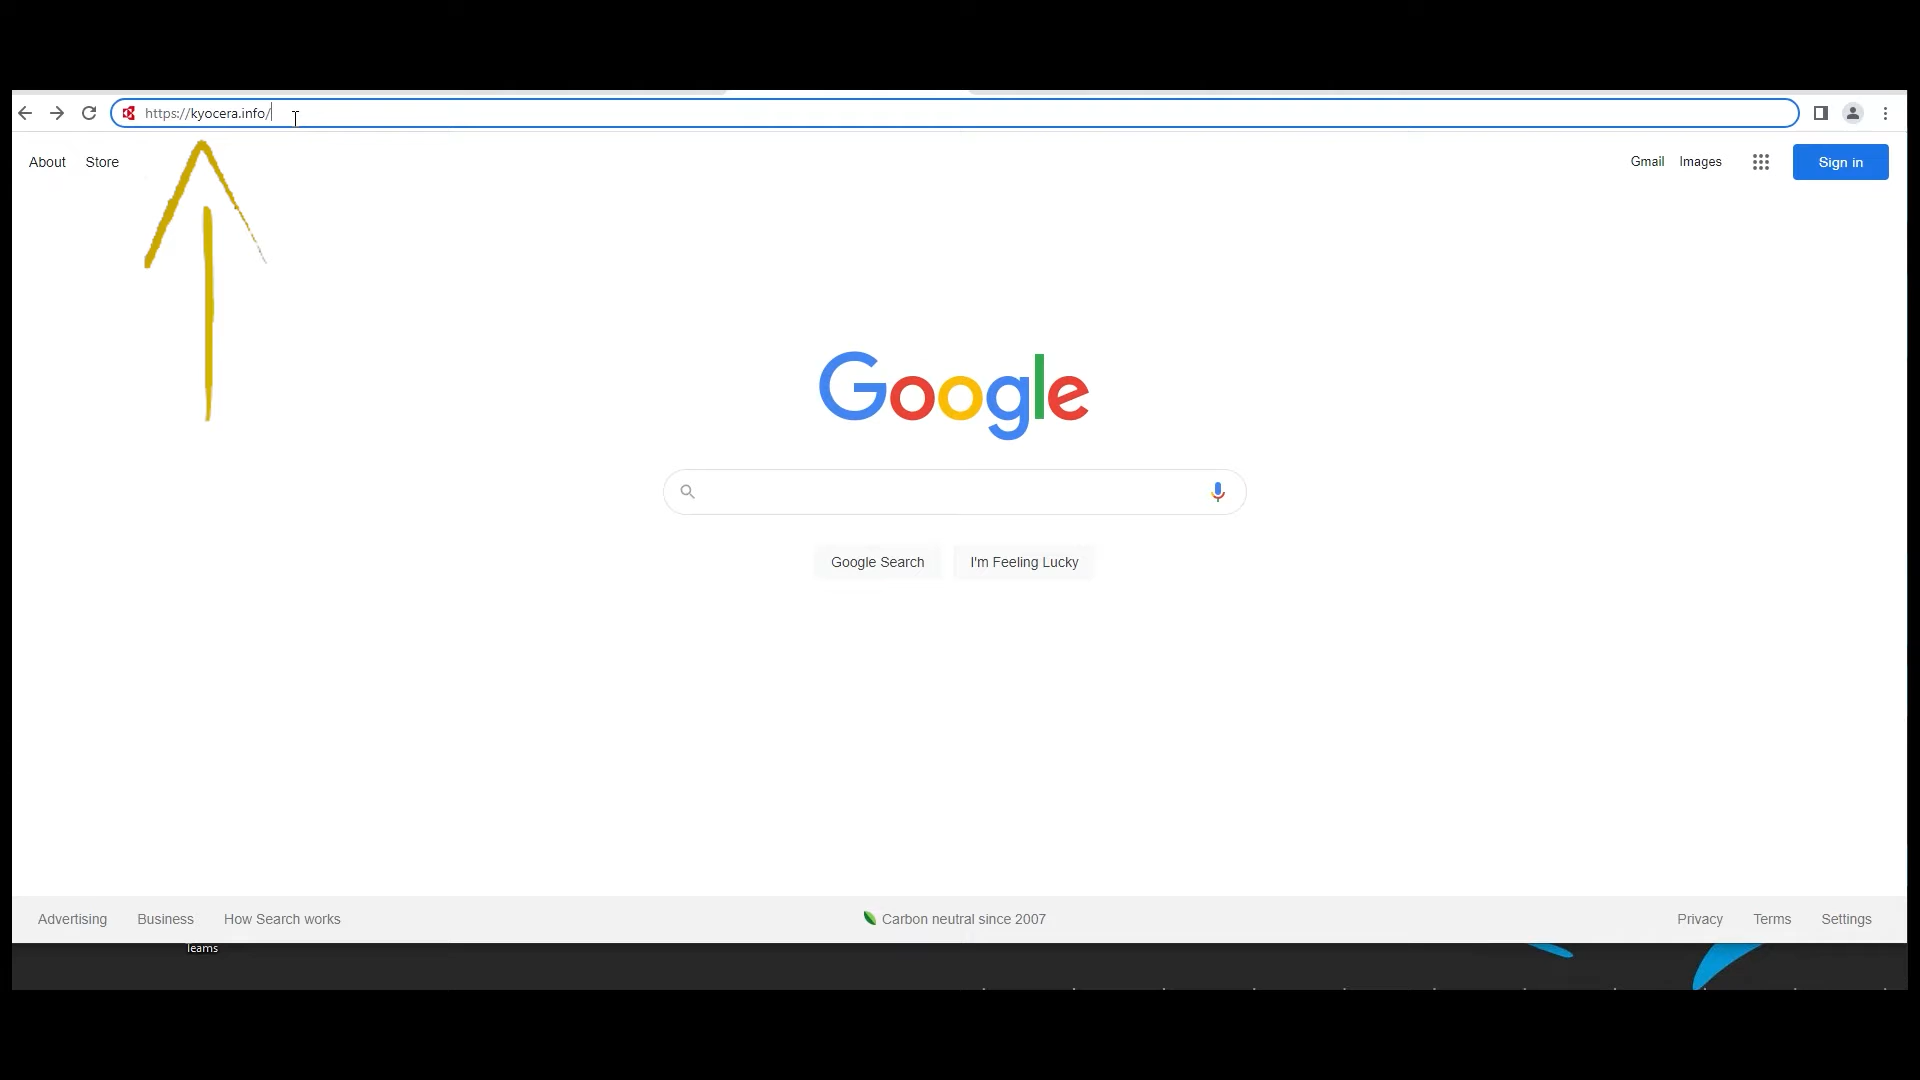 https://kyocera.info/
About Store
Gmail Images Sign in
Google
Google Search I'm Feeling Lucky
Advertising Business How Search works
Carbon neutral since 2007
Privacy Terms Settings
Teams